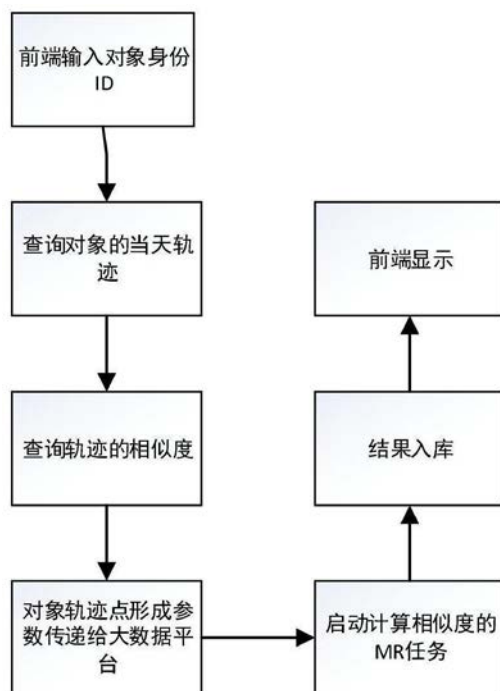 前端输入对象身份
ID
查询对象的当天轨
迹
查询轨迹的相似度
对象轨迹点形成参
数传递给大数据平
台
启动计算相似度的
MR任务
结果入库
前端显示